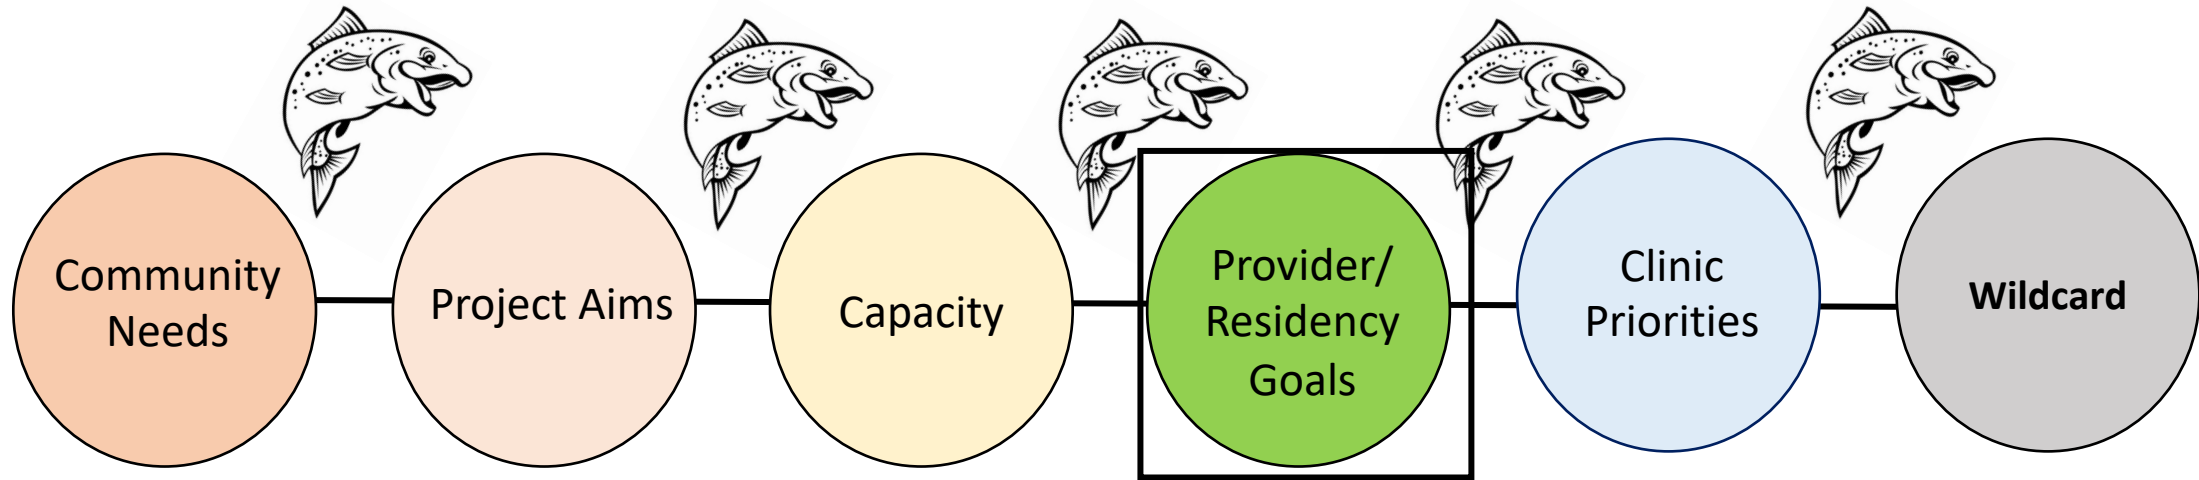 Community
Needs
Project Aims
Capacity
Provider/
Residency
Goals
Clinic
Priorities
Wildcard